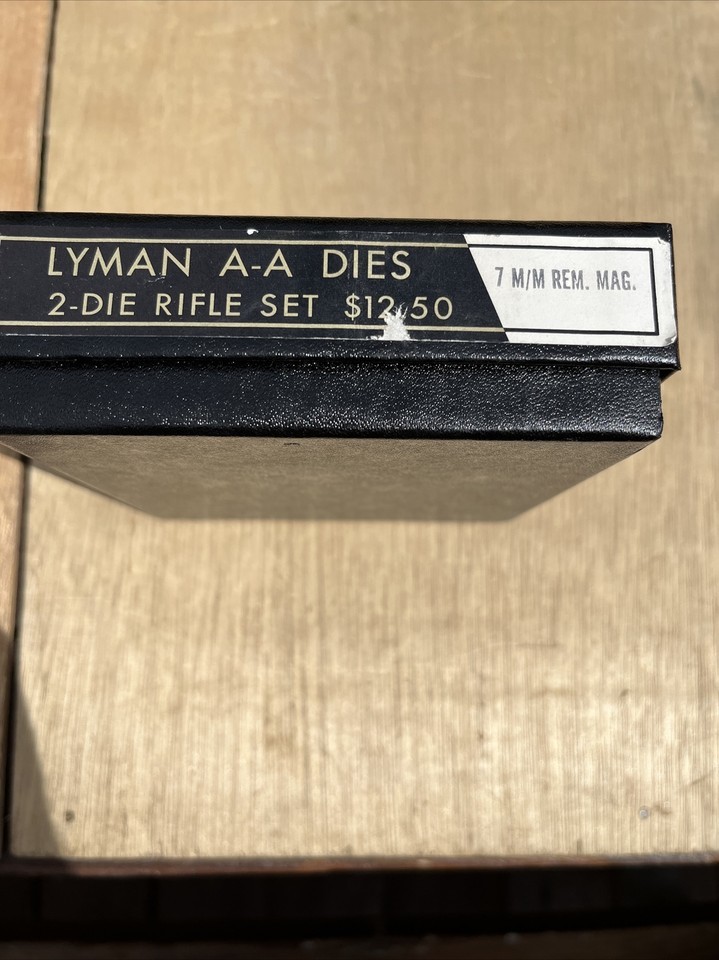 LYMAN A-A DIES
2-DIE RIFLE SET $12.50
7 M/M REM. MAG.